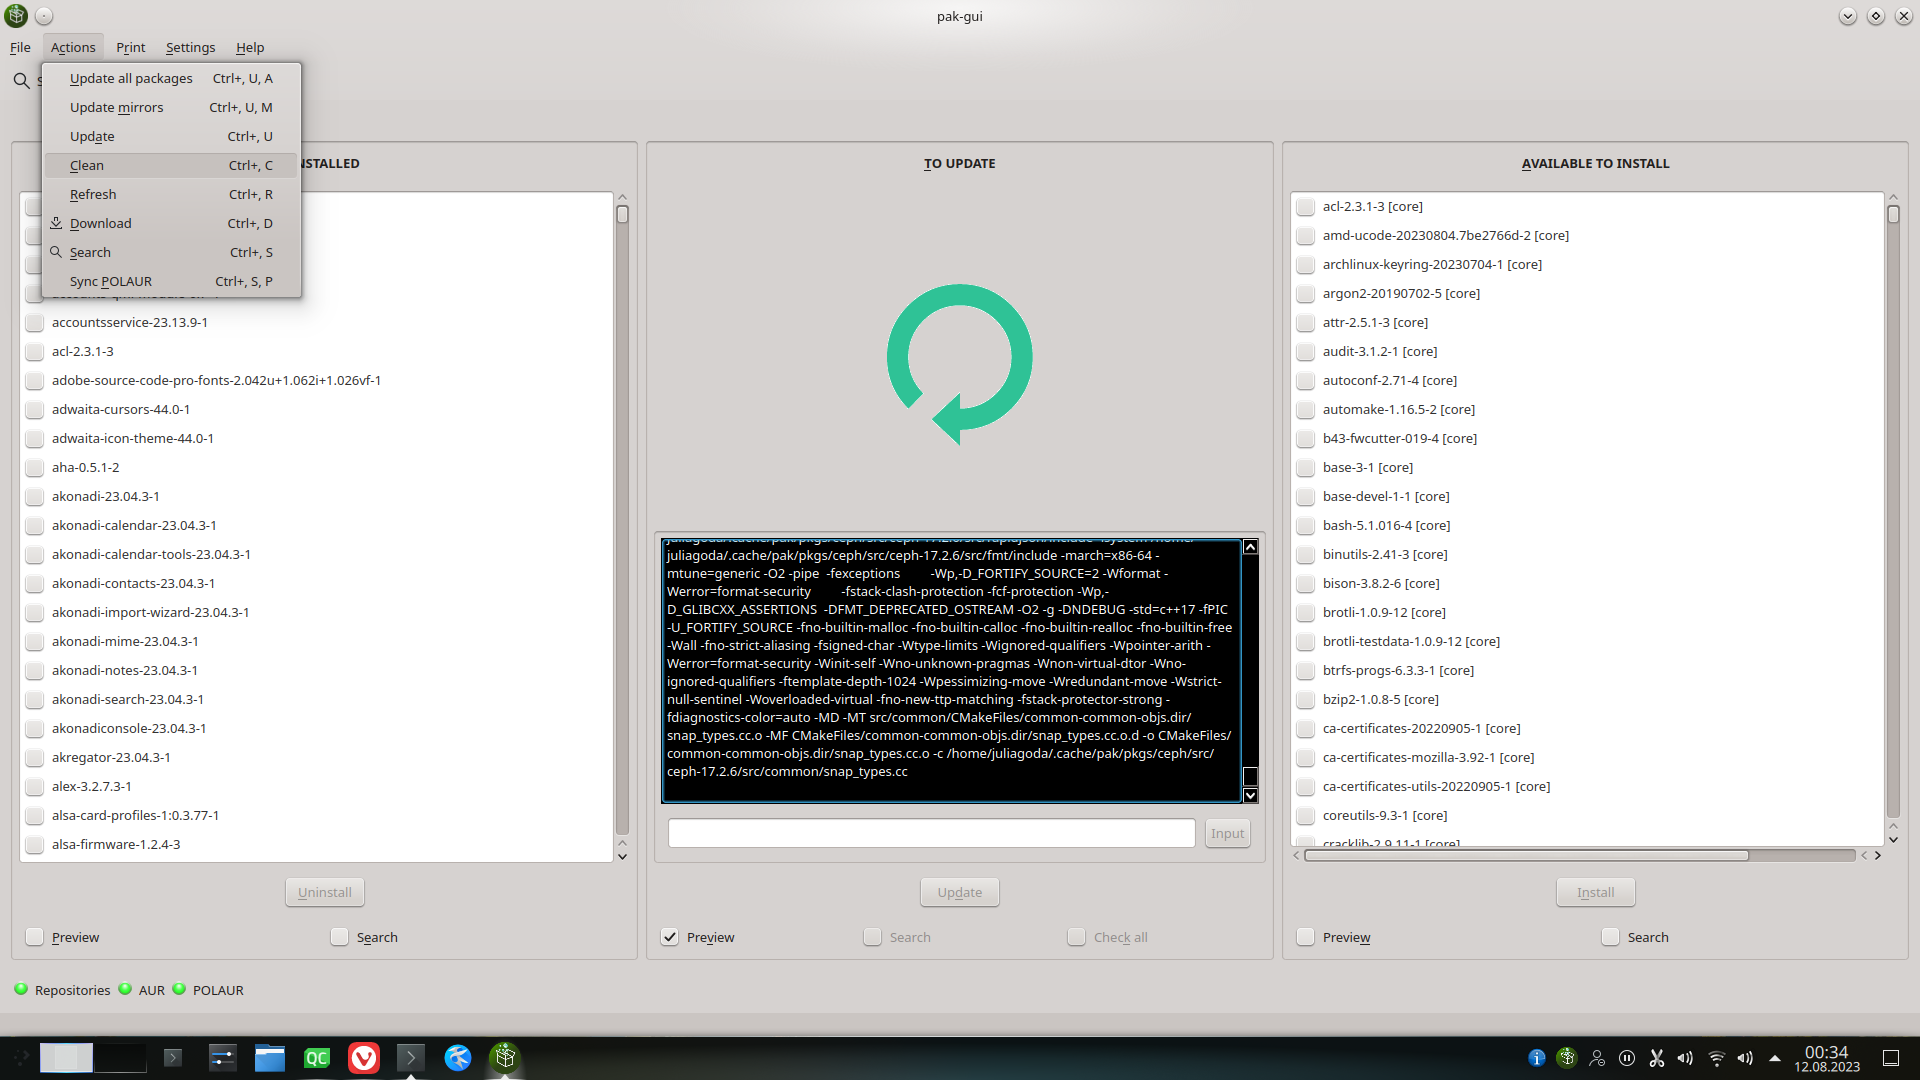 pak-gui
File Actions Print Settings Help
Update all packages Ctrl+, U, A
Update mirrors Ctrl+, U, M
Update Ctrl+, U
Clean Ctrl+, C
Refresh Ctrl+, R
Download Ctrl+, D
Search Ctrl+, S
Sync POLAUR Ctrl+, S, P
NSTALLED
accountsservice-23.13.9-1
acl-2.3.1-3
adobe-source-code-pro-fonts-2.042u+1.062i+1.026vf-1
adwaita-cursors-44.0-1
adwaita-icon-theme-44.0-1
aha-0.5.1-2
akonadi-23.04.3-1
akonadi-calendar-23.04.3-1
akonadi-calendar-tools-23.04.3-1
akonadi-contacts-23.04.3-1
akonadi-import-wizard-23.04.3-1
akonadi-mime-23.04.3-1
akonadi-notes-23.04.3-1
akonadi-search-23.04.3-1
akonadiconsole-23.04.3-1
akregator-23.04.3-1
alex-3.2.7.3-1
alsa-card-profiles-1:0.3.77-1
alsa-firmware-1.2.4-3
Uninstall
Preview Search
TO UPDATE
juliagoda/.cache/pak/pkgs/ceph/src/ceph-17.2.6/src/fmt/include -march=x86-64 -
mtune=generic -O2 -pipe -fexceptions -Wp,-D_FORTIFY_SOURCE=2 -Wformat -
Werror=format-security -fstack-clash-protection -fcf-protection -Wp,-
D_GLIBCXX_ASSERTIONS -DFMT_DEPRECATED_OSTREAM -O2 -g -DNDEBUG -std=c++17 -fPIC
-U_FORTIFY_SOURCE -fno-builtin-malloc -fno-builtin-calloc -fno-builtin-realloc -fno-builtin-free
-Wall -fno-strict-aliasing -fsigned-char -Wtype-limits -Wignored-qualifiers -Wpointer-arith -
Werror=format-security -Winit-self -Wno-unknown-pragmas -Wnon-virtual-dtor -Wno-
ignored-qualifiers -ftemplate-depth-1024 -Wpessimizing-move -Wredundant-move -Wstrict-
null-sentinel -Woverloaded-virtual -fno-new-ttp-matching -fstack-protector-strong -
fdiagnostics-color=auto -MD -MT src/common/CMakeFiles/common-common-objs.dir/
snap_types.cc.o -MF CMakeFiles/common-common-objs.dir/snap_types.cc.o.d -o CMakeFiles/
common-common-objs.dir/snap_types.cc.o -c /home/juliagoda/.cache/pak/pkgs/ceph/src/
ceph-17.2.6/src/common/snap_types.cc
Input
Update
Preview Search Check all
AVAILABLE TO INSTALL
acl-2.3.1-3 [core]
amd-ucode-20230804.7be2766d-2 [core]
archlinux-keyring-20230704-1 [core]
argon2-20190702-5 [core]
attr-2.5.1-3 [core]
audit-3.1.2-1 [core]
autoconf-2.71-4 [core]
automake-1.16.5-2 [core]
b43-fwcutter-019-4 [core]
base-3-1 [core]
base-devel-1-1 [core]
bash-5.1.016-4 [core]
binutils-2.41-3 [core]
bison-3.8.2-6 [core]
brotli-1.0.9-12 [core]
brotli-testdata-1.0.9-12 [core]
btrfs-progs-6.3.3-1 [core]
bzip2-1.0.8-5 [core]
ca-certificates-20220905-1 [core]
ca-certificates-mozilla-3.92-1 [core]
ca-certificates-utils-20220905-1 [core]
coreutils-9.3-1 [core]
cracklib-2.9.11-1 [core]
Install
Preview Search
Repositories AUR POLAUR
QC
00:34
12.08.2023